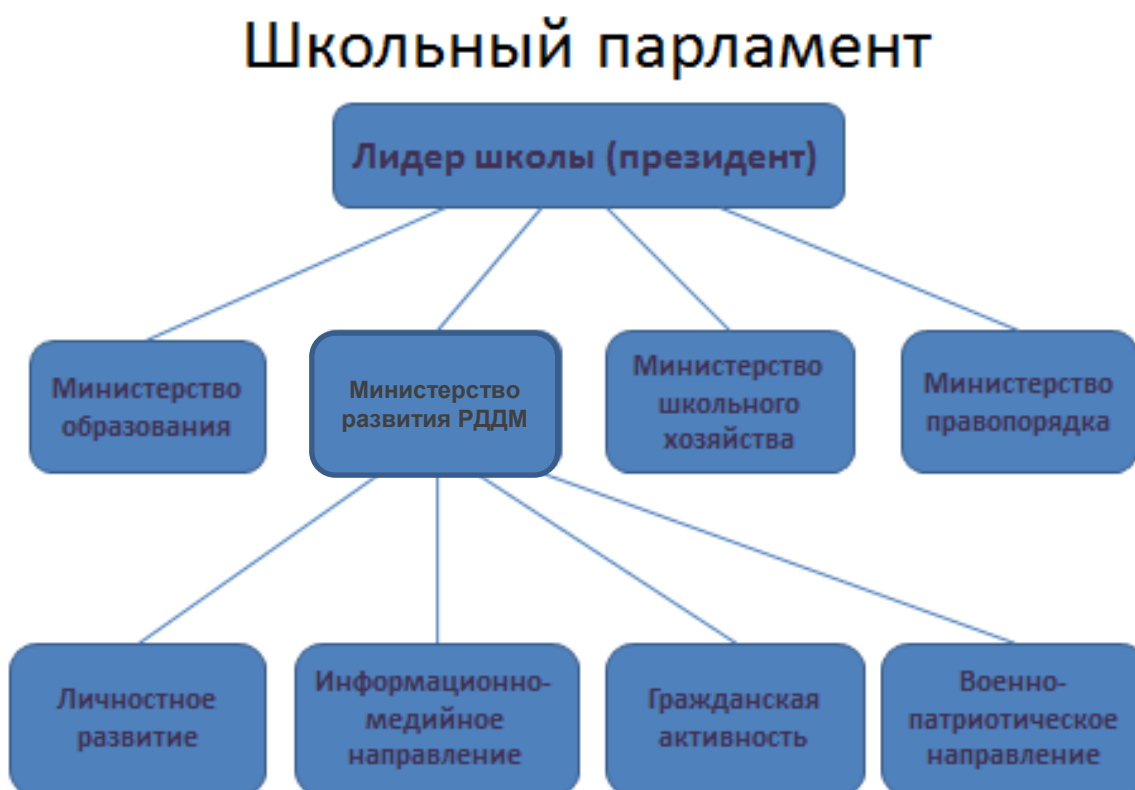 Школьный парламент
Лидер школы (президент)
Министерство
образования
Министерство
развития РДДМ
Министерство
школьного
хозяйства
Министерство
правопорядка
Личностное
развитие
Информационно-
медийное
направление
Гражданская
активность
Военно-
патриотическое
направление